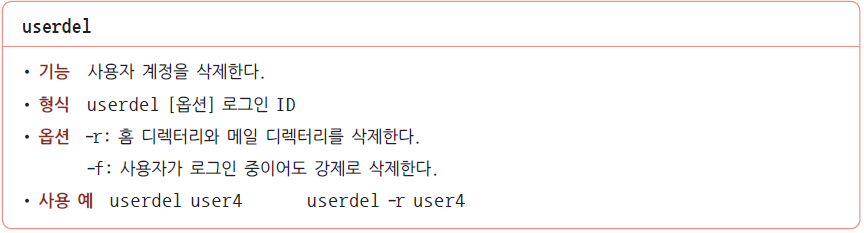 userdel
• 기능 사용자 계정을 삭제한다.
• 형식 userdel [옵션] 로그인 ID
• 옵션 -r: 홈 디렉터리와 메일 디렉터리를 삭제한다.
-f: 사용자가 로그인 중이어도 강제로 삭제한다.
• 사용 예 userdel user4 userdel -r user4